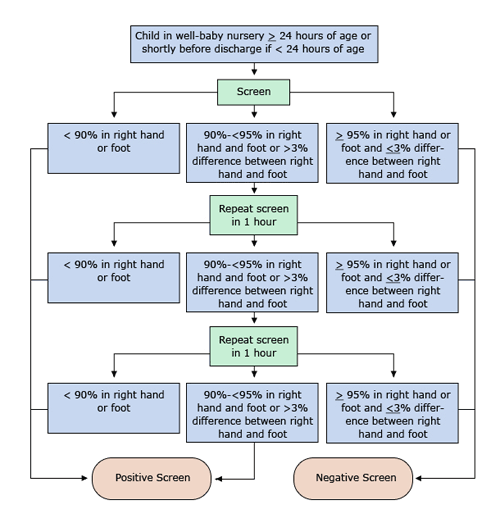 Child in well-baby nursery ≥ 24 hours of age or
shortly before discharge if < 24 hours of age
Screen
< 90% in right hand
or foot
90%-<95% in right
hand and foot or >3%
difference between right
hand and foot
≥ 95% in right hand or
foot and ≤3% differ-
ence between right
hand and foot
Repeat screen
in 1 hour
< 90% in right hand
or foot
90%-<95% in right
hand and foot or >3%
difference between right
hand and foot
≥ 95% in right hand or
foot and ≤3% differ-
ence between right
hand and foot
Repeat screen
in 1 hour
< 90% in right hand
or foot
90%-<95% in right
hand and foot or >3%
difference between right
hand and foot
≥ 95% in right hand or
foot and ≤3% differ-
ence between right
hand and foot
Positive Screen
Negative Screen